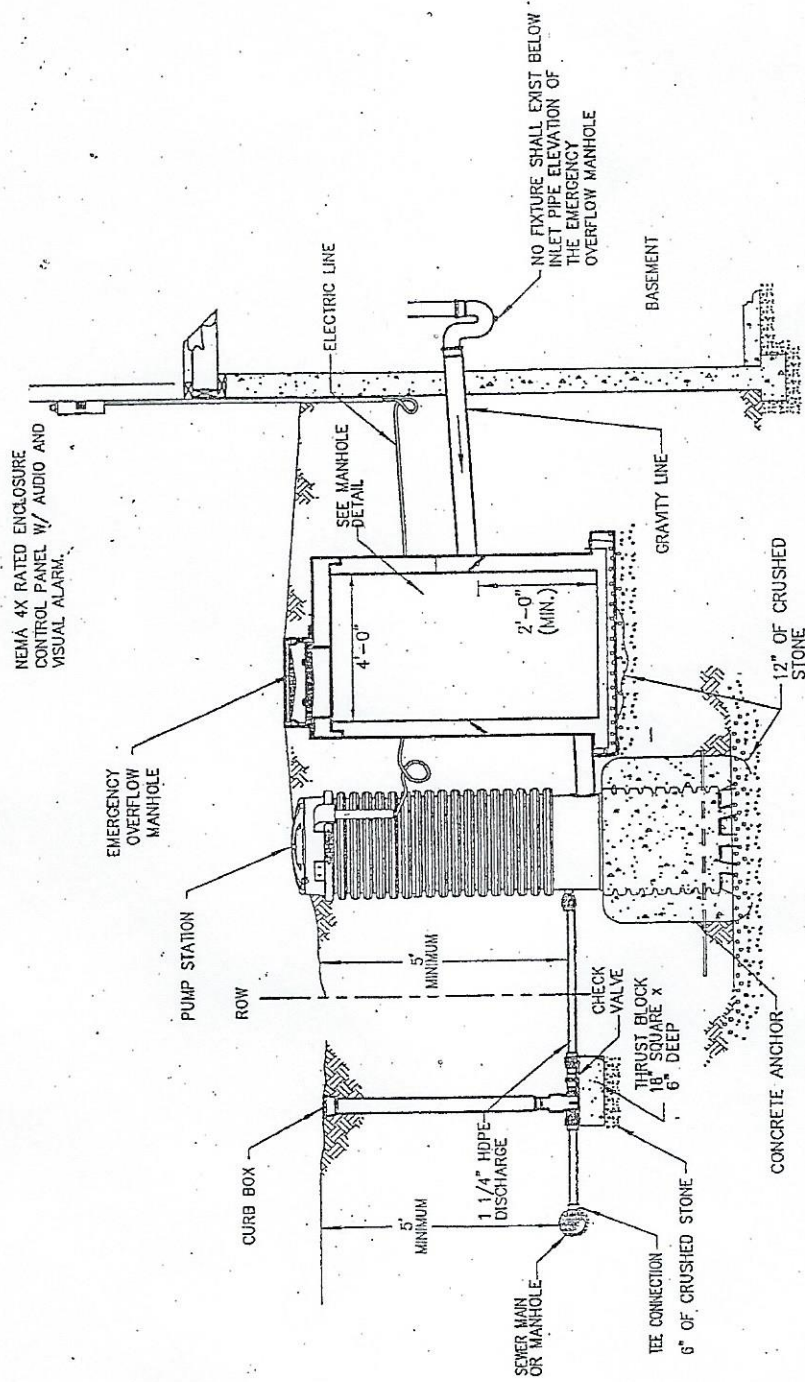 NEMA 4X RATED ENCLOSURE
CONTROL PANEL W/ AUDIO AND
VISUAL ALARM.
EMERGENCY
OVERFLOW
MANHOLE
PUMP STATION
ROW
CURB BOX
ELECTRIC LINE
SEE MANHOLE
DETAIL
NO FIXTURE SHALL EXIST BELOW
INLET PIPE ELEVATION OF
THE EMERGENCY
OVERFLOW MANHOLE
BASEMENT
GRAVITY LINE
4'-0"
2'-0"
(MIN.)
12" OF CRUSHED
STONE
5'
MINIMUM
5'
MINIMUM
CHECK
VALVE
THRUST BLOCK
18" SQUARE X
6" DEEP
1 1/4" HDPE
DISCHARGE
CONCRETE ANCHOR
SEWER MAIN
OR MANHOLE
TEE CONNECTION
6" OF CRUSHED STONE